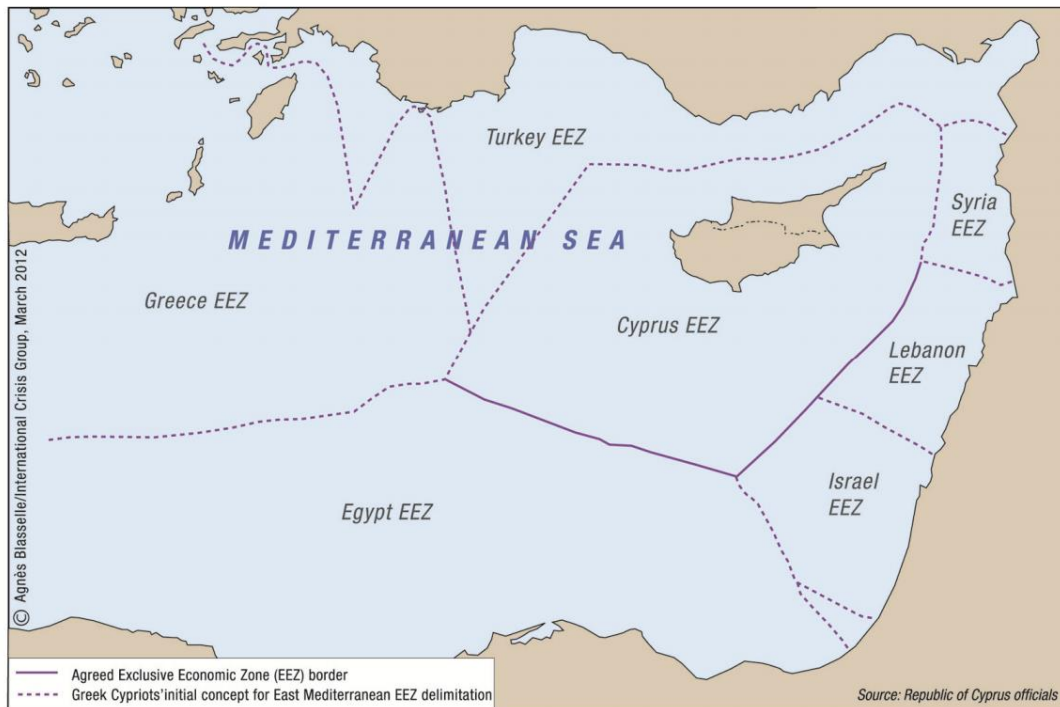 Turkey EEZ
Syria
EEZ
MEDITERRANEAN SEA
Greece EEZ
Cyprus EEZ
Lebanon
EEZ
Israel
EEZ
Egypt EEZ
© Agnès Blasselle/International Crisis Group, March 2012
Agreed Exclusive Economic Zone (EEZ) border
Greek Cypriots'initial concept for East Mediterranean EEZ delimitation
Source: Republic of Cyprus officials